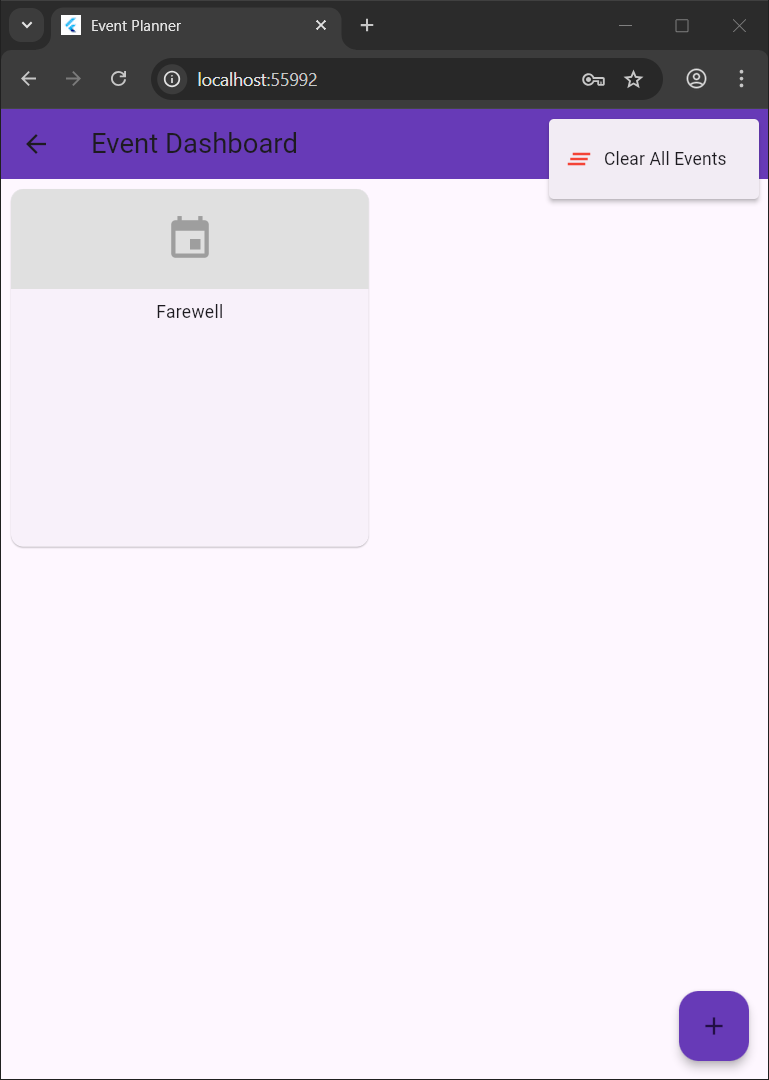 Event Planner
localhost:55992
Event Dashboard
Clear All Events
Farewell